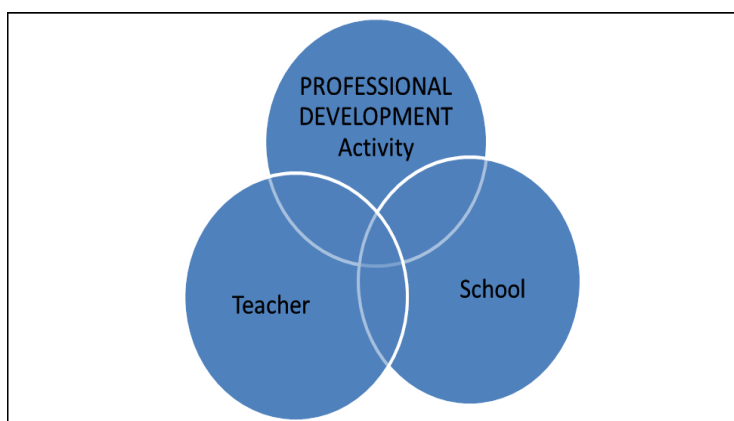 PROFESSIONAL
DEVELOPMENT
Activity
Teacher
School